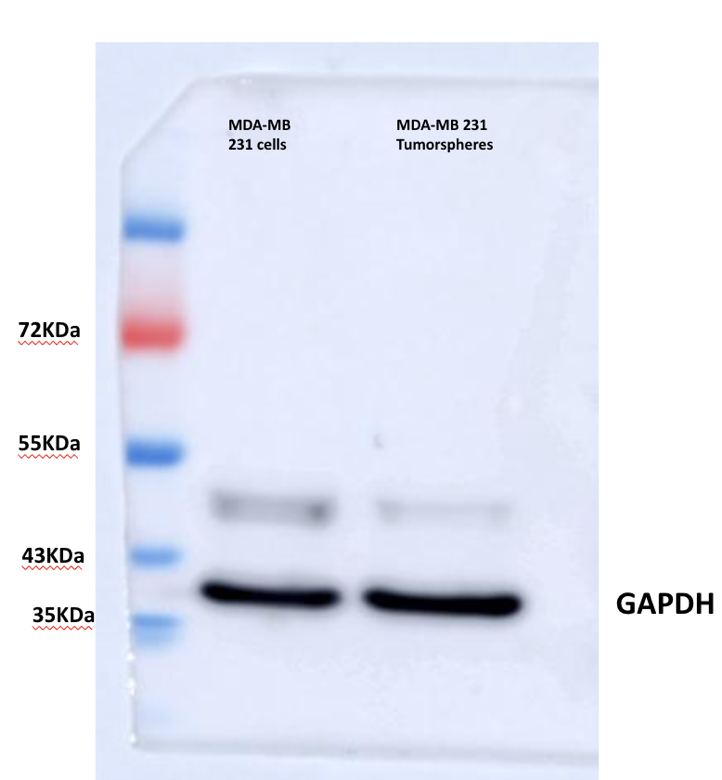 MDA-MB
231 cells
MDA-MB 231
Tumorspheres
72KDa
55KDa
43KDa
35KDa
GAPDH